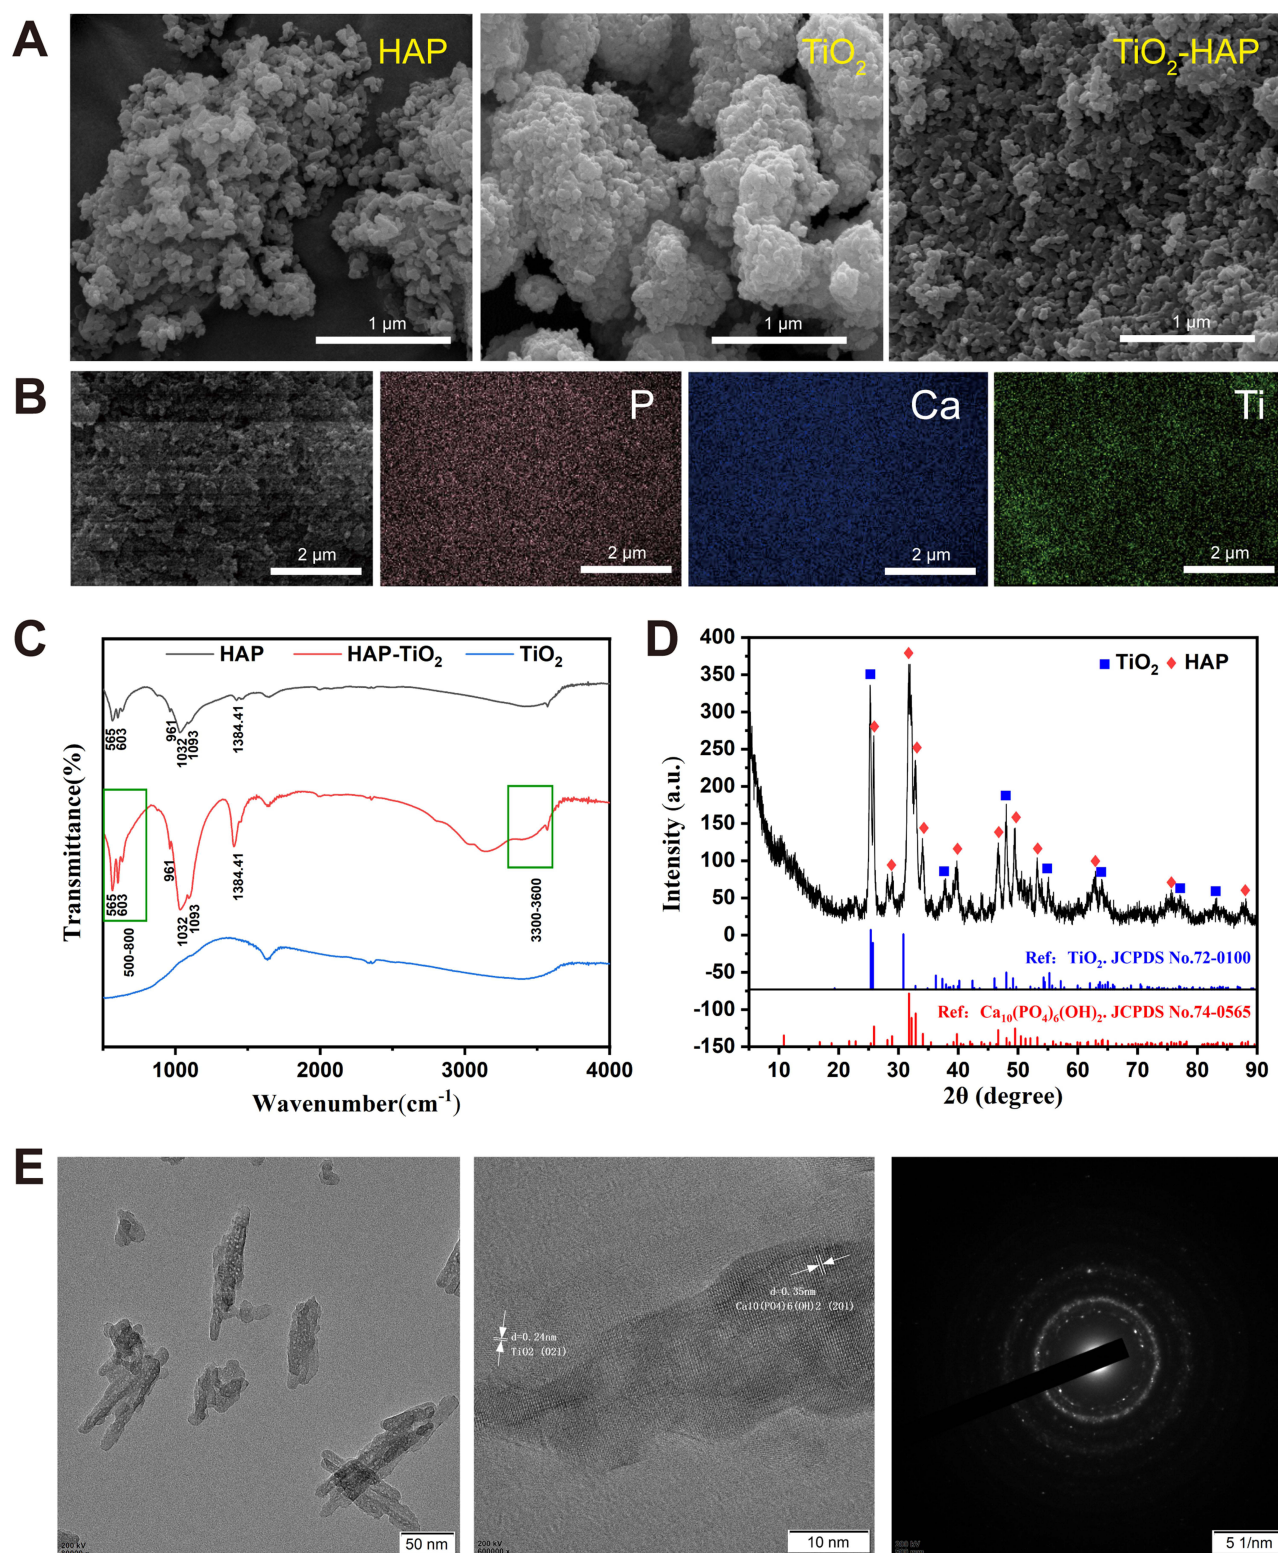 A
HAP
TiO2
TiO2-HAP
1 μm
1 μm
1 μm
B
P
Ca
Ti
2 μm
2 μm
2 μm
2 μm
C
HAP
HAP-TiO2
TiO2
565
603
961
1032
1093
1384.41
565
603
500-800
961
1032
1093
1384.41
3300-3600
Transmittance(%)
1000
2000
3000
4000
Wavenumber(cm-1)
D
TiO2
HAP
400
350
300
250
200
150
100
50
0
-50
-100
-150
Intensity (a.u.)
Ref: TiO2. JCPDS No.72-0100
Ref: Ca10(PO4)6(OH)2. JCPDS No.74-0565
10
20
30
40
50
60
70
80
90
2θ (degree)
E
200 kV
50 nm
d=0.35nm
Ca10(PO4)6(OH)2 (201)
d=0.24nm
TiO2 (021)
200 kV
10 nm
5 1/nm